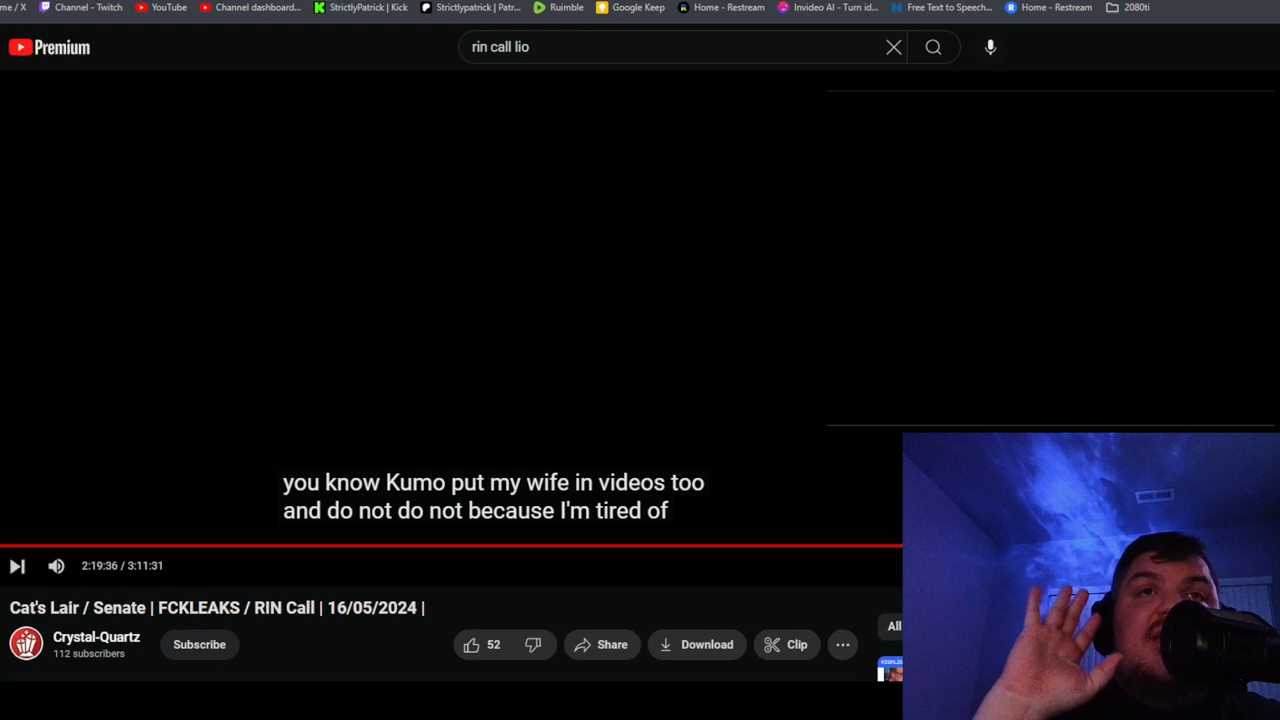 me / X Channel - Twitch YouTube Channel dashboard... StrictlyPatrick | Kick Strictlypatrick | Patr... Rumble Google Keep Home - Restream Invideo AI - Turn id... Free Text to Speech... Home - Restream 2080ti
Premium
rin call lio
you know Kumo put my wife in videos too
and do not do not because I'm tired of
2:19:36 / 3:11:31
Cat's Lair / Senate | FCKLEAKS / RIN Call | 16/05/2024 |
All
Crystal-Quartz
112 subscribers
Subscribe
52
Share
Download
Clip